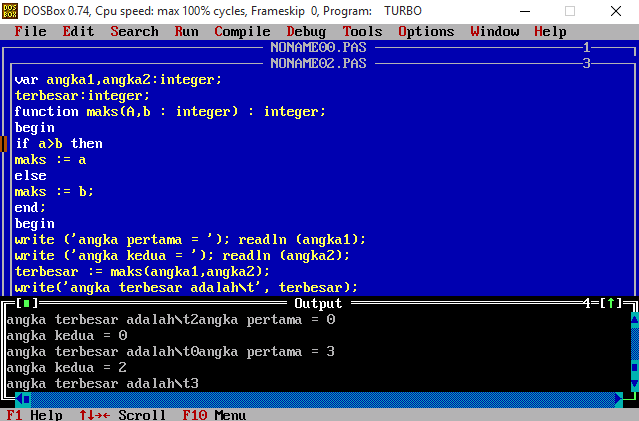 DOSBox 0.74, Cpu speed: max 100% cycles, Frameskip 0, Program: TURBO
File Edit Search Run Compile Debug Tools Options Window Help
NONAME00.PAS 1
NONAME02.PAS 3
var angka1,angka2:integer;
terbesar:integer;
function maks(A,b : integer) : integer;
begin
if a>b then
maks := a
else
maks := b;
end;
begin
write ('angka pertama = '); readln (angka1);
write ('angka kedua = '); readln (angka2);
terbesar := maks(angka1,angka2);
write('angka terbesar adalah\t', terbesar);
[■] Output 4=[↑]
angka terbesar adalah\t2angka pertama = 0
angka kedua = 0
angka terbesar adalah\t0angka pertama = 3
angka kedua = 2
angka terbesar adalah\t3
F1 Help ↑↓→← Scroll F10 Menu